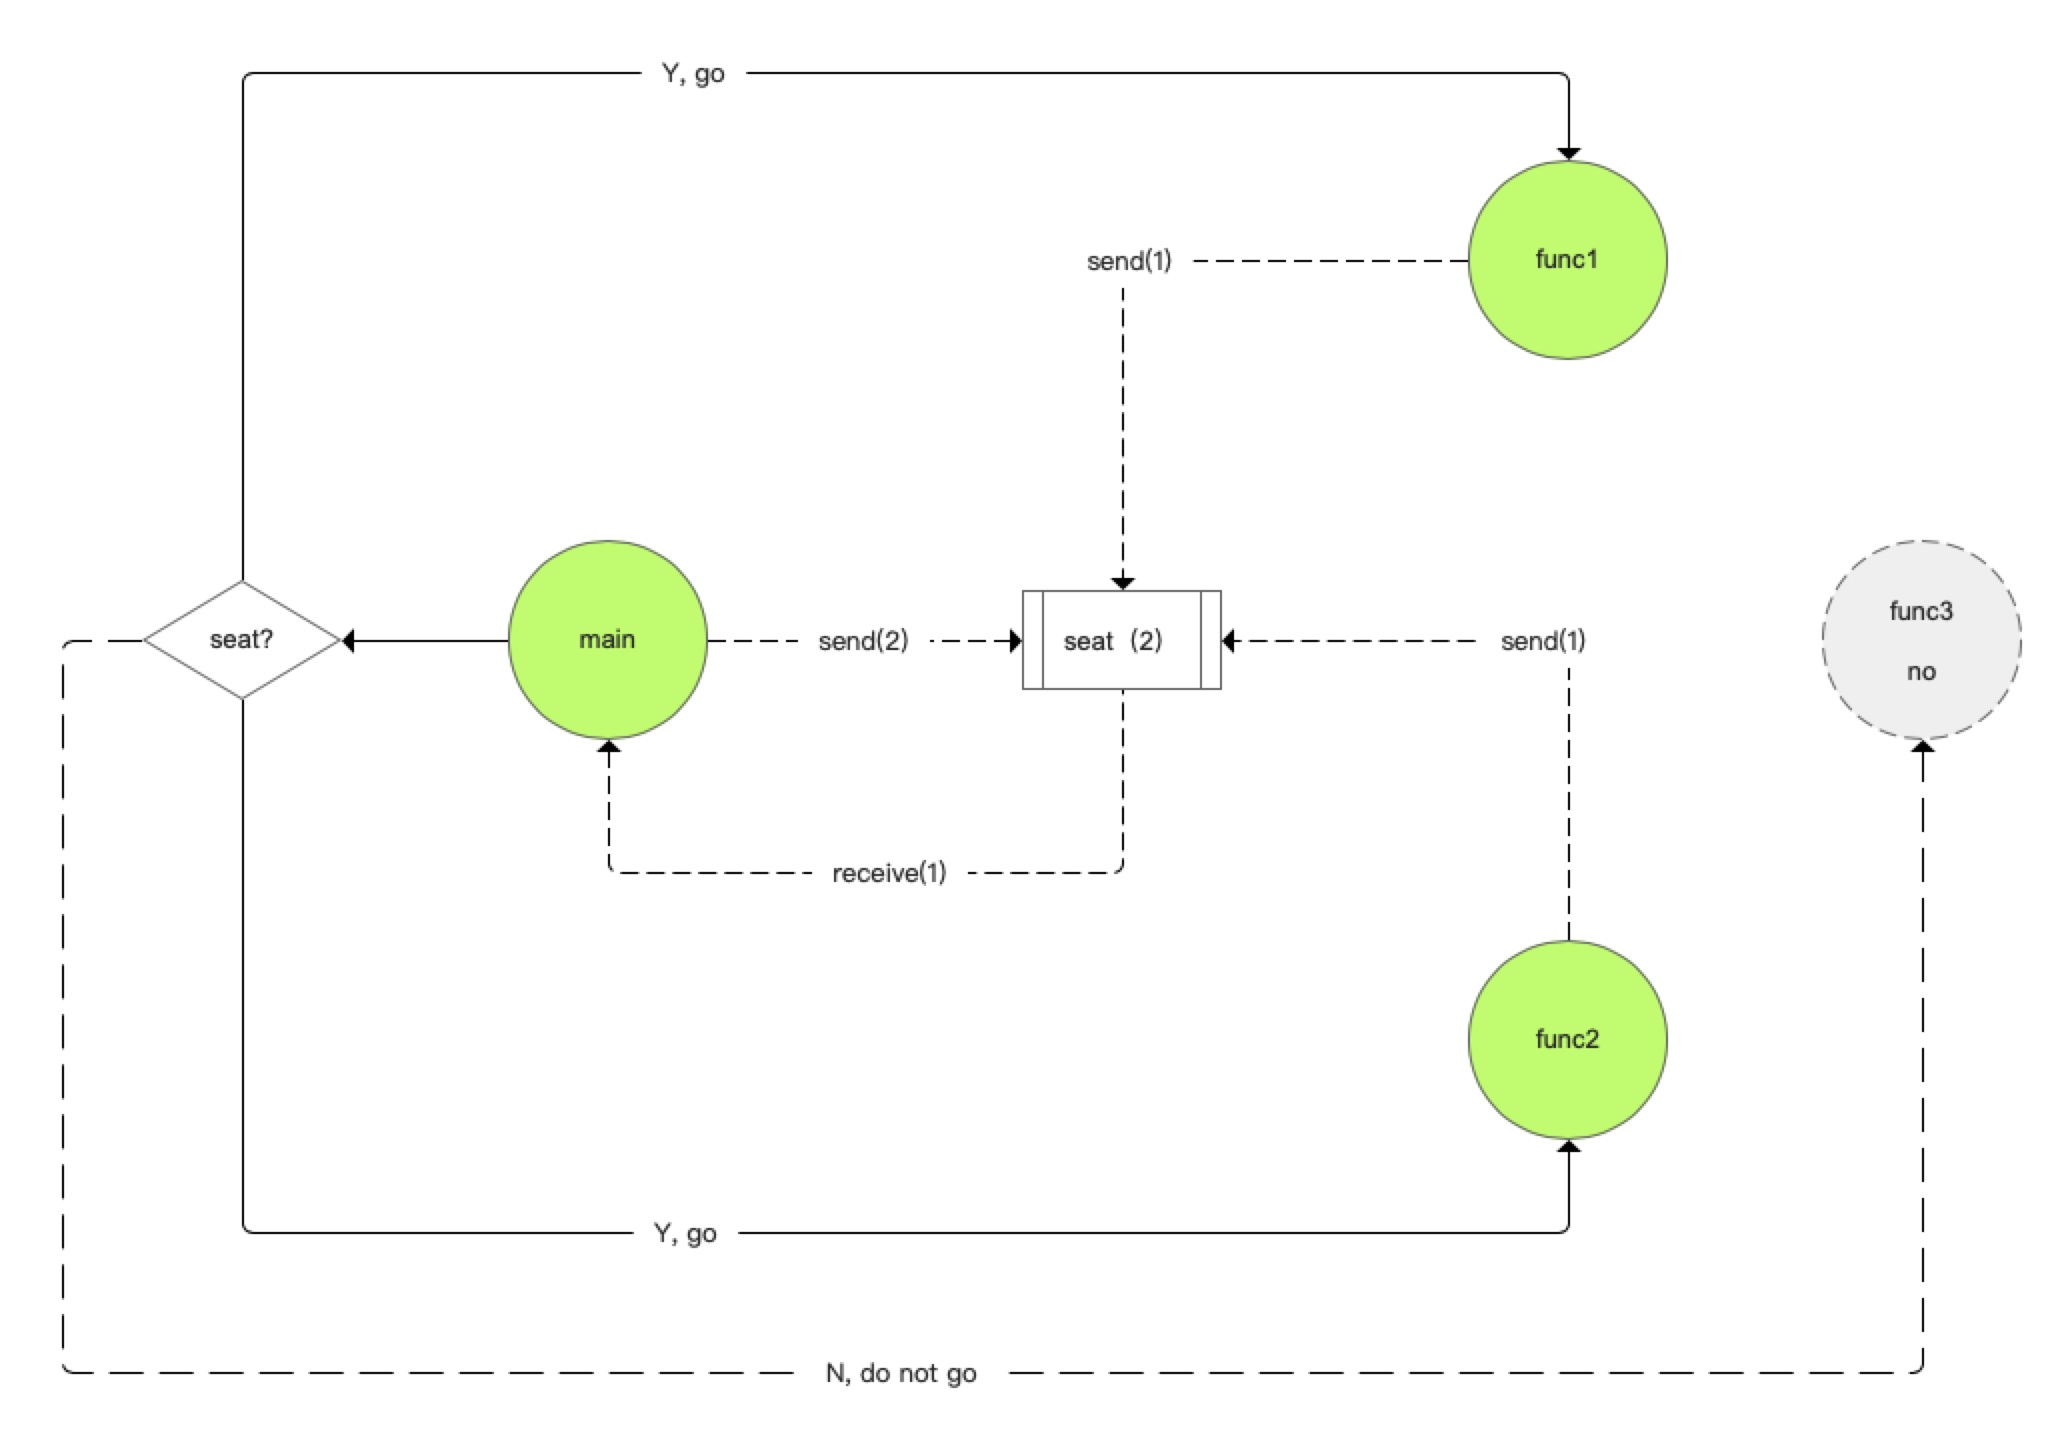 Y, go
send(1)
func1
seat?
main
send(2)
seat (2)
send(1)
func3
no
receive(1)
func2
Y, go
N, do not go